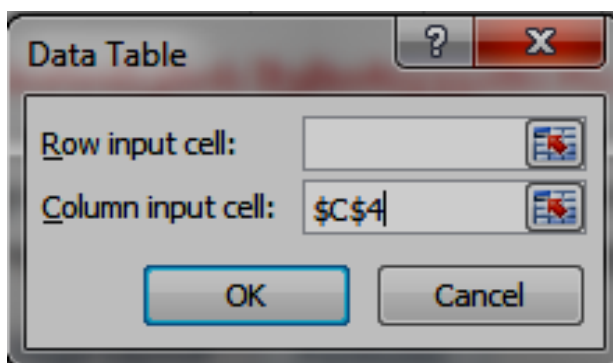 Data Table
Row input cell:
Column input cell: $C$4
OK
Cancel